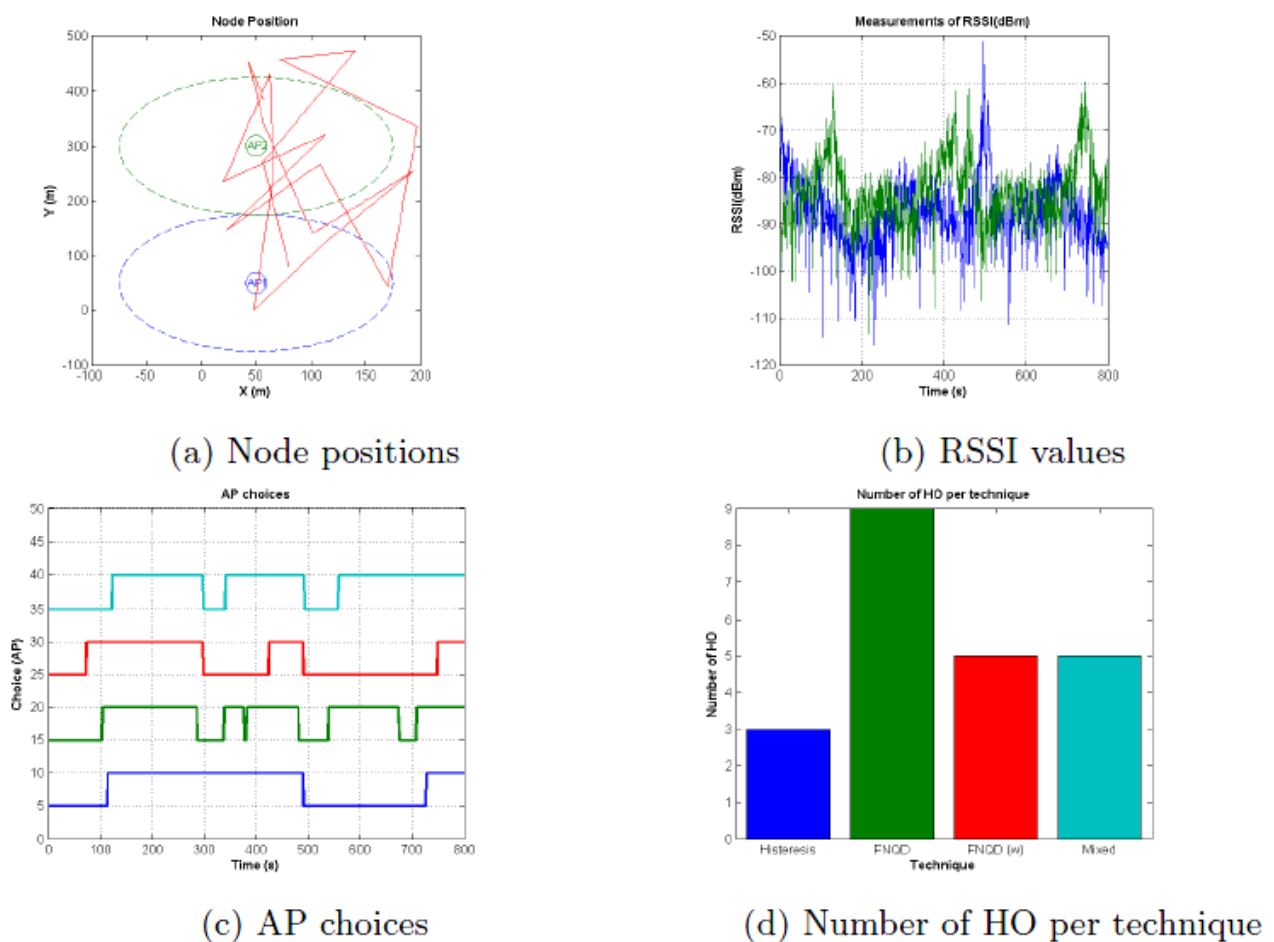 Node Position
500
400
300
200
100
0
-100
Y (m)
AP2
AP1
-100
-50
0
50
100
150
200
X (m)
(a) Node positions
Measurements of RSSI(dBm)
-50
-60
-70
-80
-90
-100
-110
-120
RSSI(dBm)
0
200
400
600
800
Time (s)
(b) RSSI values
AP choices
50
45
40
35
30
25
20
15
10
5
0
Choice (AP)
0
100
200
300
400
500
600
700
800
Time (s)
(c) AP choices
Number of HO per technique
9
8
7
6
5
4
3
2
1
0
Number of HO
Histeresis
FNQD
FNQD (w)
Mixed
Technique
(d) Number of HO per technique